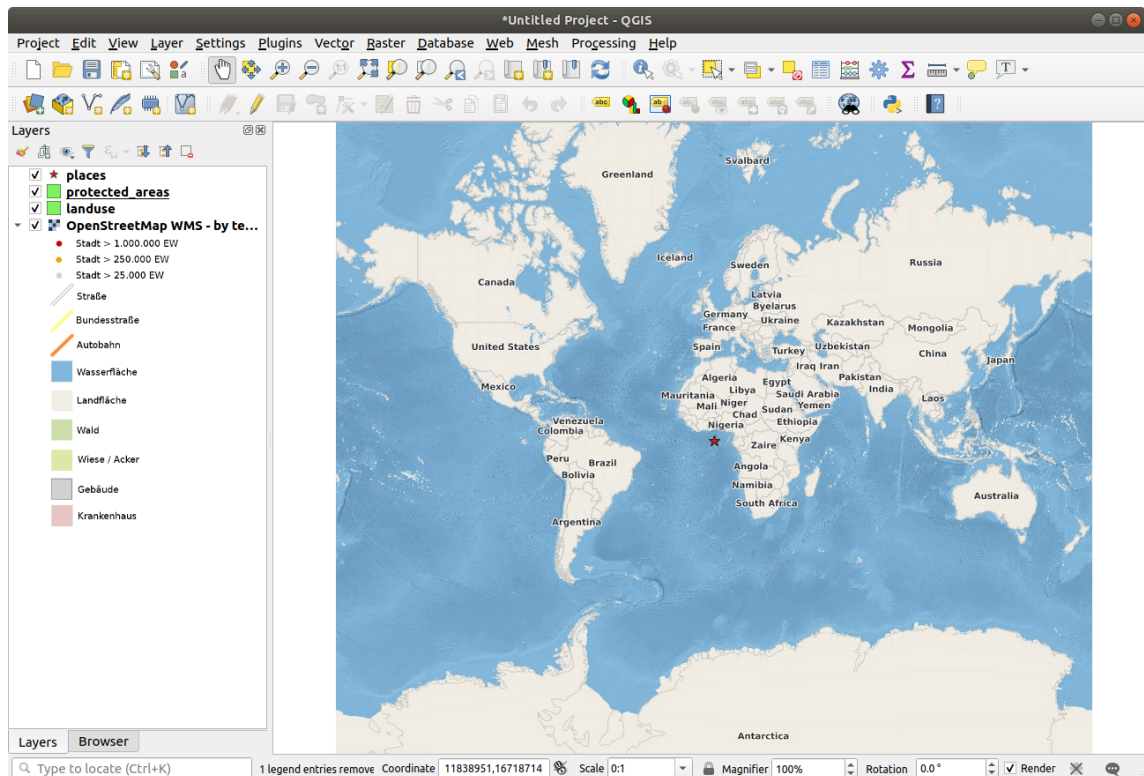 *Untitled Project - QGIS
Project Edit View Layer Settings Plugins Vector Raster Database Web Mesh Processing Help
Layers
places
protected_areas
landuse
OpenStreetMap WMS - by te...
Stadt > 1.000.000 EW
Stadt > 250.000 EW
Stadt > 25.000 EW
Straße
Bundesstraße
Autobahn
Wasserfläche
Landfläche
Wald
Wiese / Acker
Gebäude
Krankenhaus
Svalbard
Greenland
Iceland
Sweden
Russia
Canada
Latvia
Byelarus
Germany
Ukraine
France
Kazakhstan
Mongolia
United States
Spain
Turkey
Uzbekistan
China
Japan
Iraq Iran
Mexico
Algeria
Egypt
Pakistan
India
Libya
Mauritania
Saudi Arabia
Laos
Mali
Niger
Chad
Sudan
Yemen
Venezuela
Nigeria
Ethiopia
Colombia
Zaire
Kenya
Peru
Brazil
Bolivia
Angola
Namibia
South Africa
Australia
Argentina
Antarctica
Layers Browser
Type to locate (Ctrl+K) 1 legend entries remove Coordinate 11838951,16718714 Scale 0:1 Magnifier 100% Rotation 0.0 ° Render